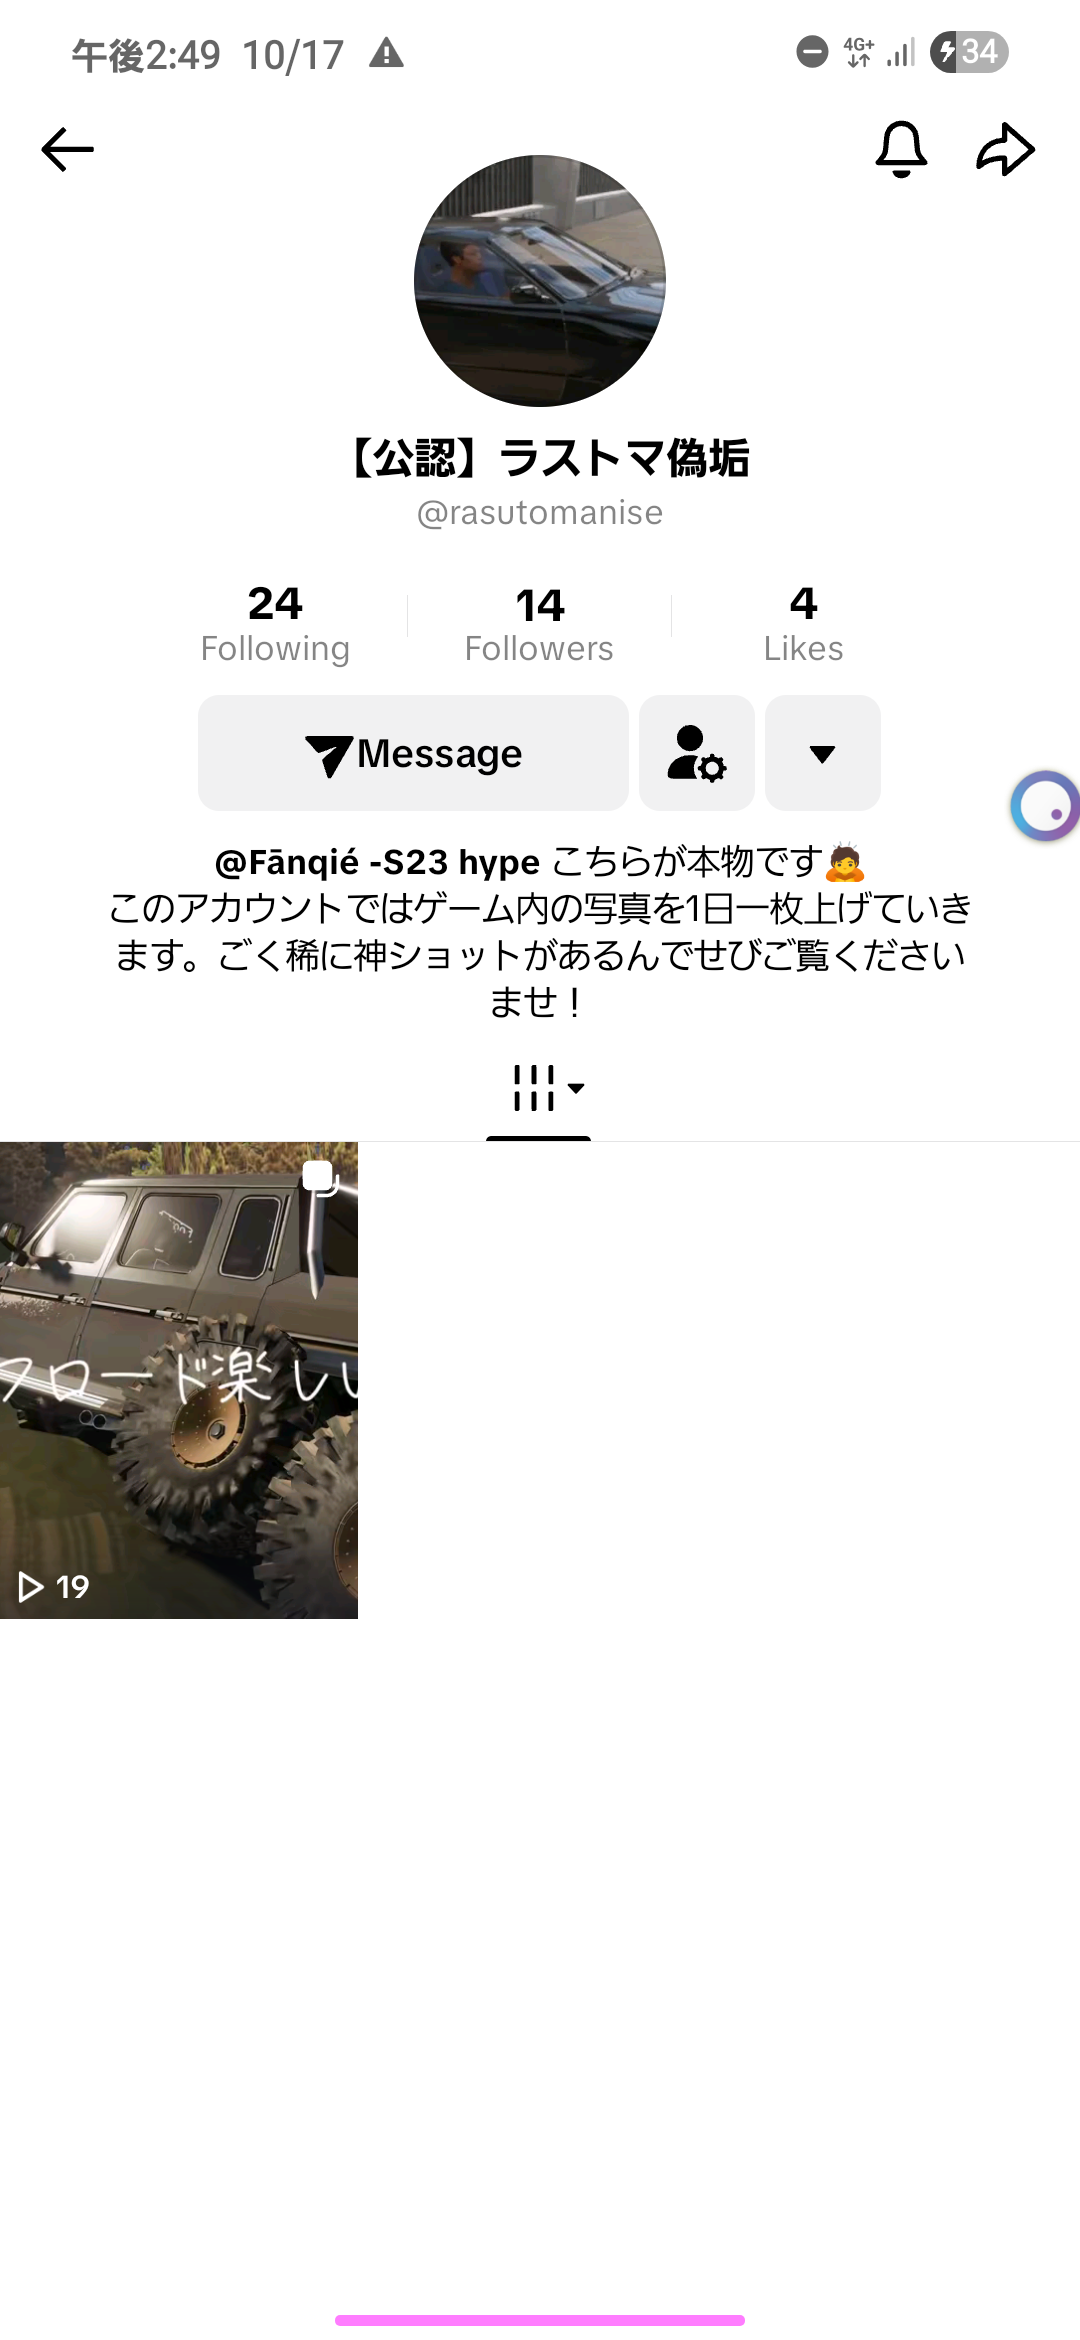 午後2:49 10/17
4G+
34
【公認】ラストマ偽垢
@rasutomanise
24
Following
14
Followers
4
Likes
Message
@Fānqié -S23 hype こちらが本物です🙇
このアカウントではゲーム内の写真を1日一枚上げていき
ます。ごく稀に神ショットがあるんでせびご覧ください
ませ！
フロード楽しい
19